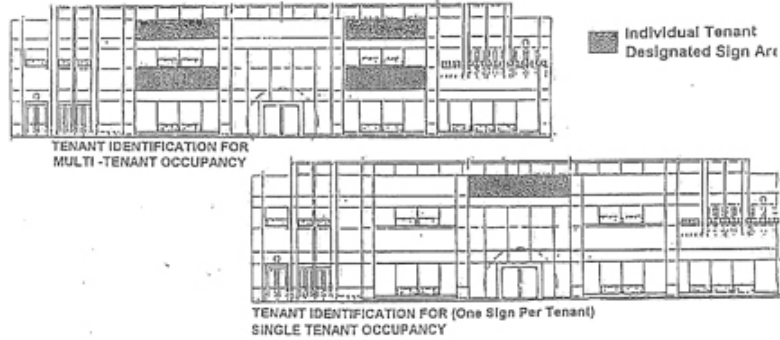 Individual Tenant
Designated Sign Are
TENANT IDENTIFICATION FOR
MULTI -TENANT OCCUPANCY
TENANT IDENTIFICATION FOR (One Sign Per Tenant)
SINGLE TENANT OCCUPANCY